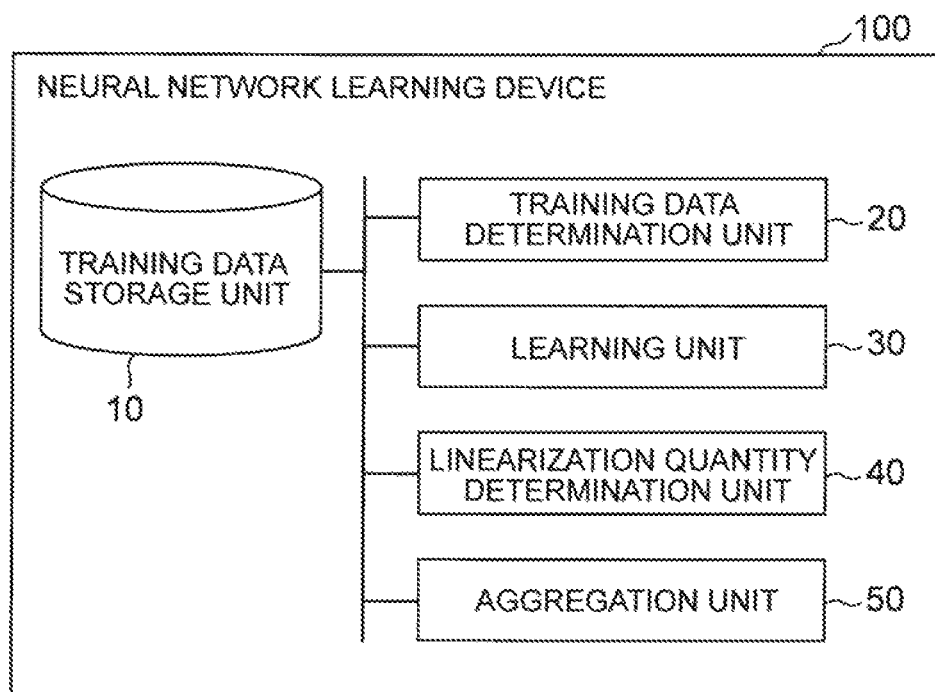 100
NEURAL NETWORK LEARNING DEVICE
TRAINING DATA
STORAGE UNIT
10
TRAINING DATA
DETERMINATION UNIT
20
LEARNING UNIT
30
LINEARIZATION QUANTITY
DETERMINATION UNIT
40
AGGREGATION UNIT
50